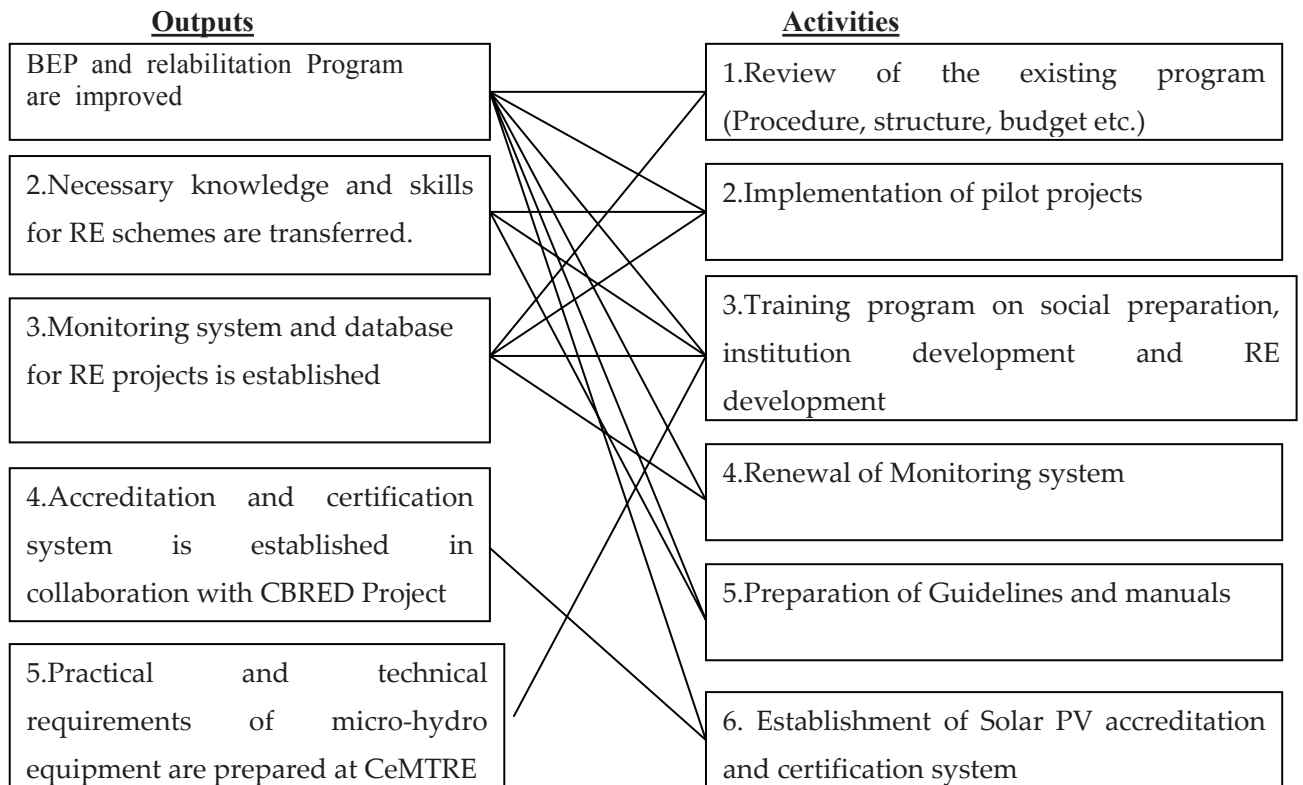 Outputs
BEP and relabilitation Program
are improved
2.Necessary knowledge and skills
for RE schemes are transferred.
3.Monitoring system and database
for RE projects is established
4.Accreditation and certification
system is established in
collaboration with CBRED Project
5.Practical and technical
requirements of micro-hydro
equipment are prepared at CeMTRE
Activities
1.Review of the existing program
(Procedure, structure, budget etc.)
2.Implementation of pilot projects
3.Training program on social preparation,
institution development and RE
development
4.Renewal of Monitoring system
5.Preparation of Guidelines and manuals
6. Establishment of Solar PV accreditation
and certification system